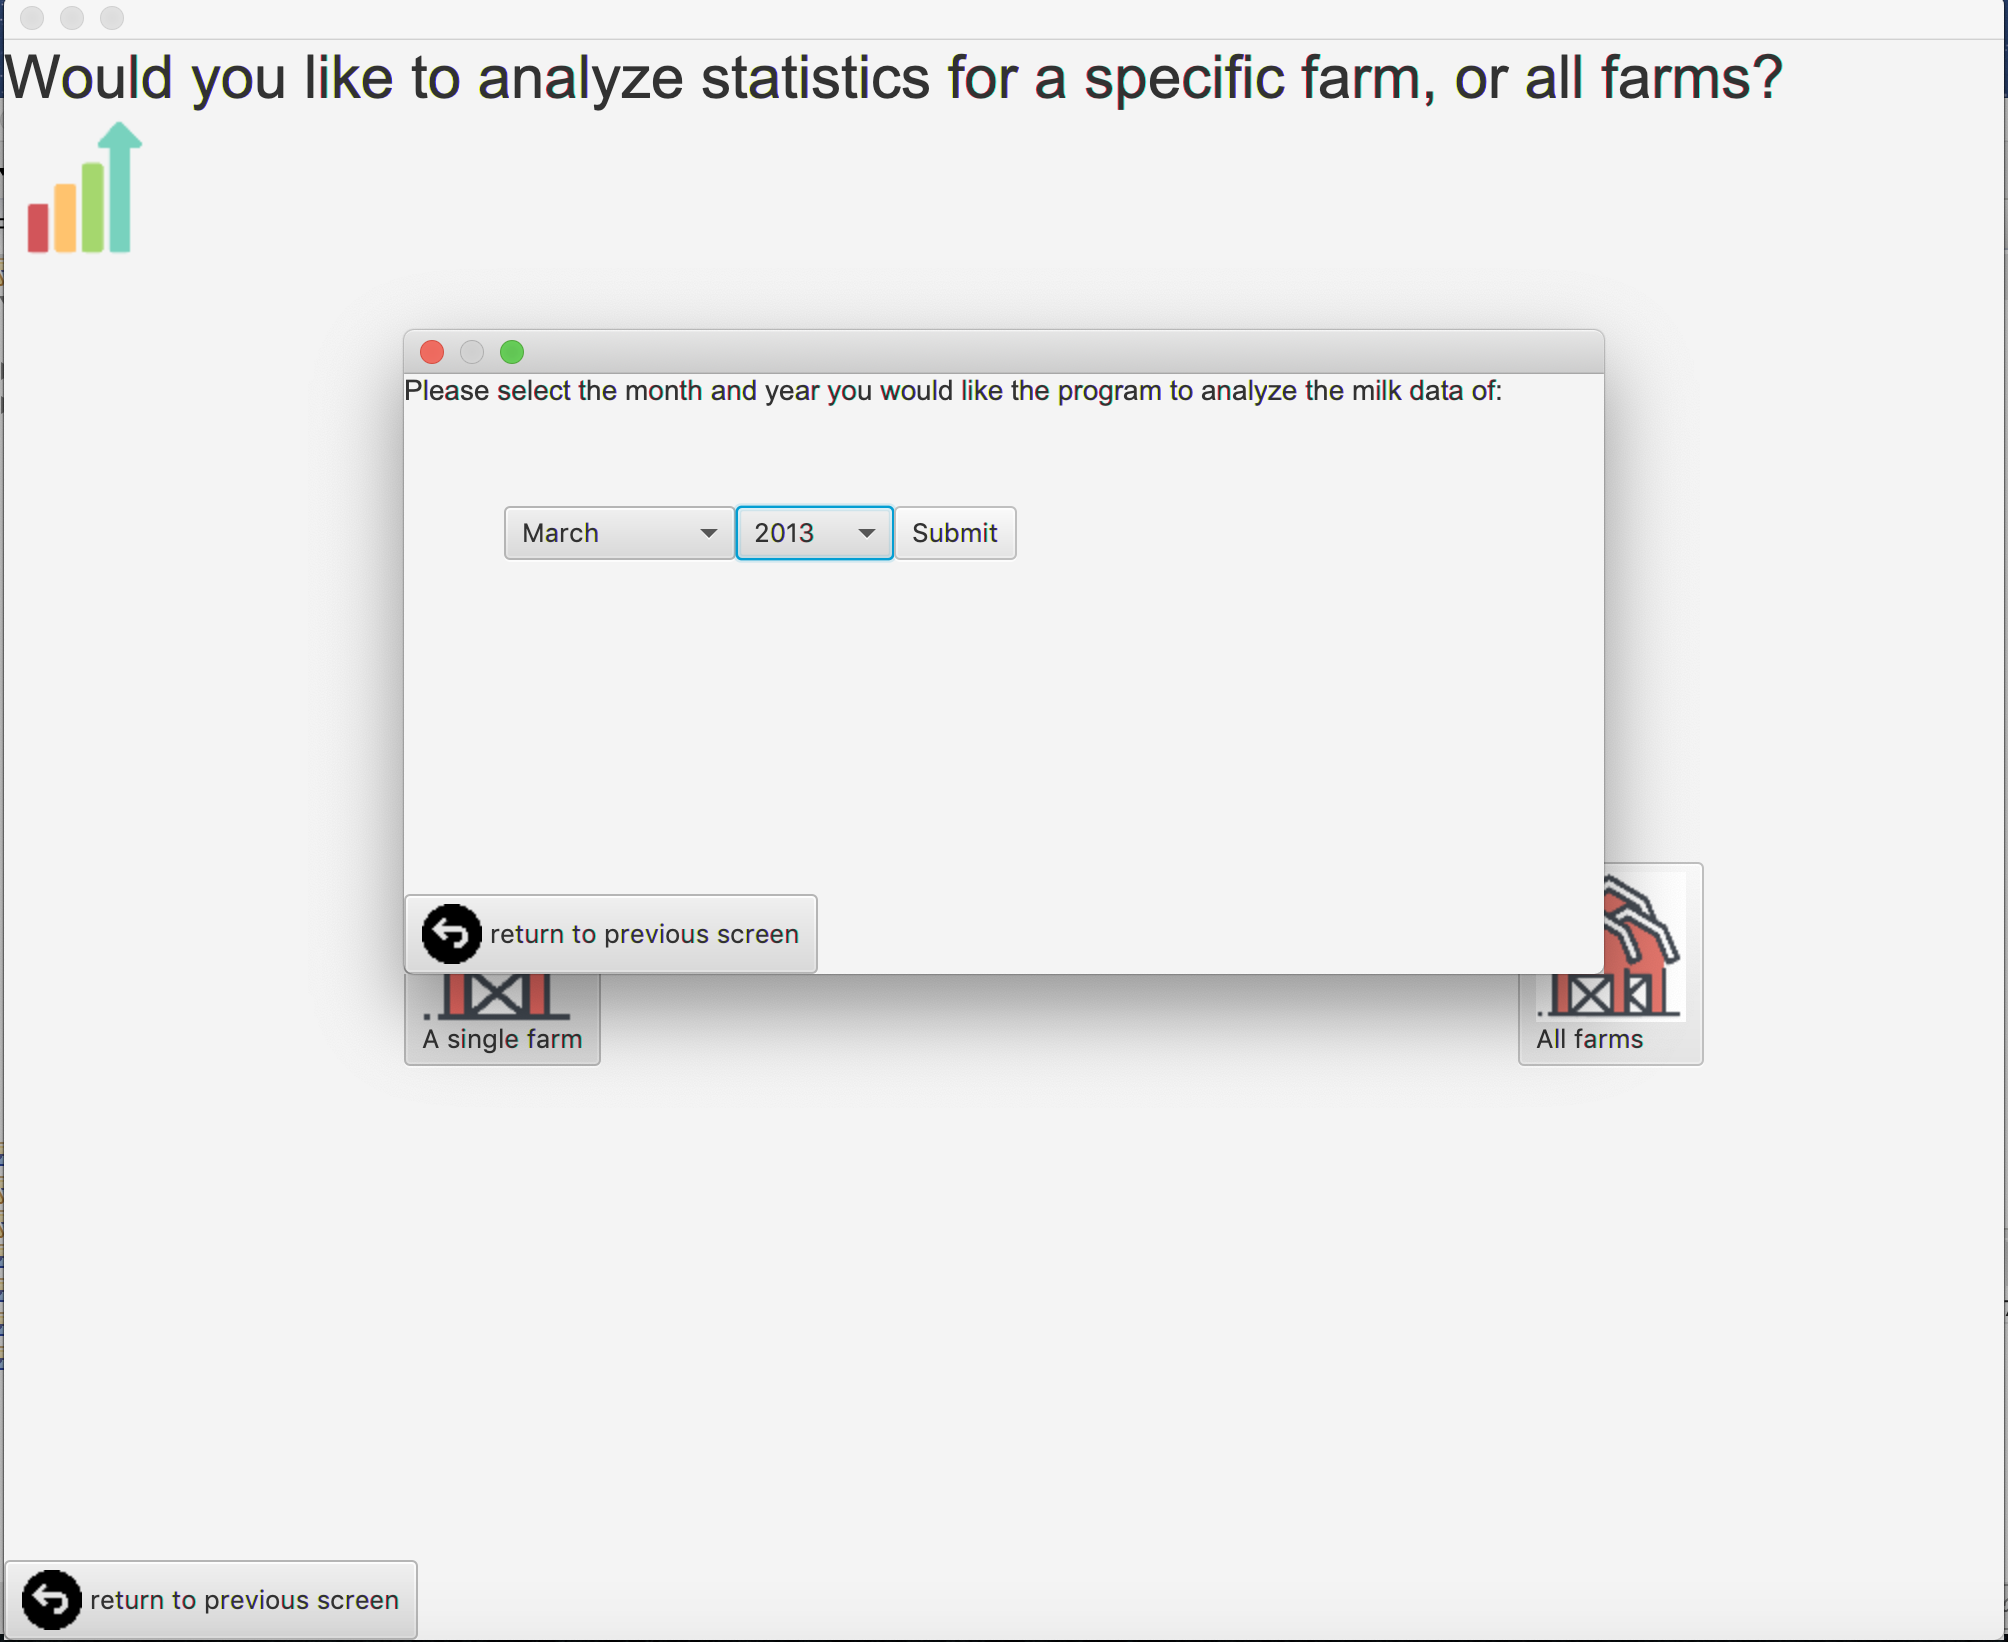 Would you like to analyze statistics for a specific farm, or all farms?
Please select the month and year you would like the program to analyze the milk data of:
March 2013 Submit
return to previous screen
A single farm All farms
return to previous screen